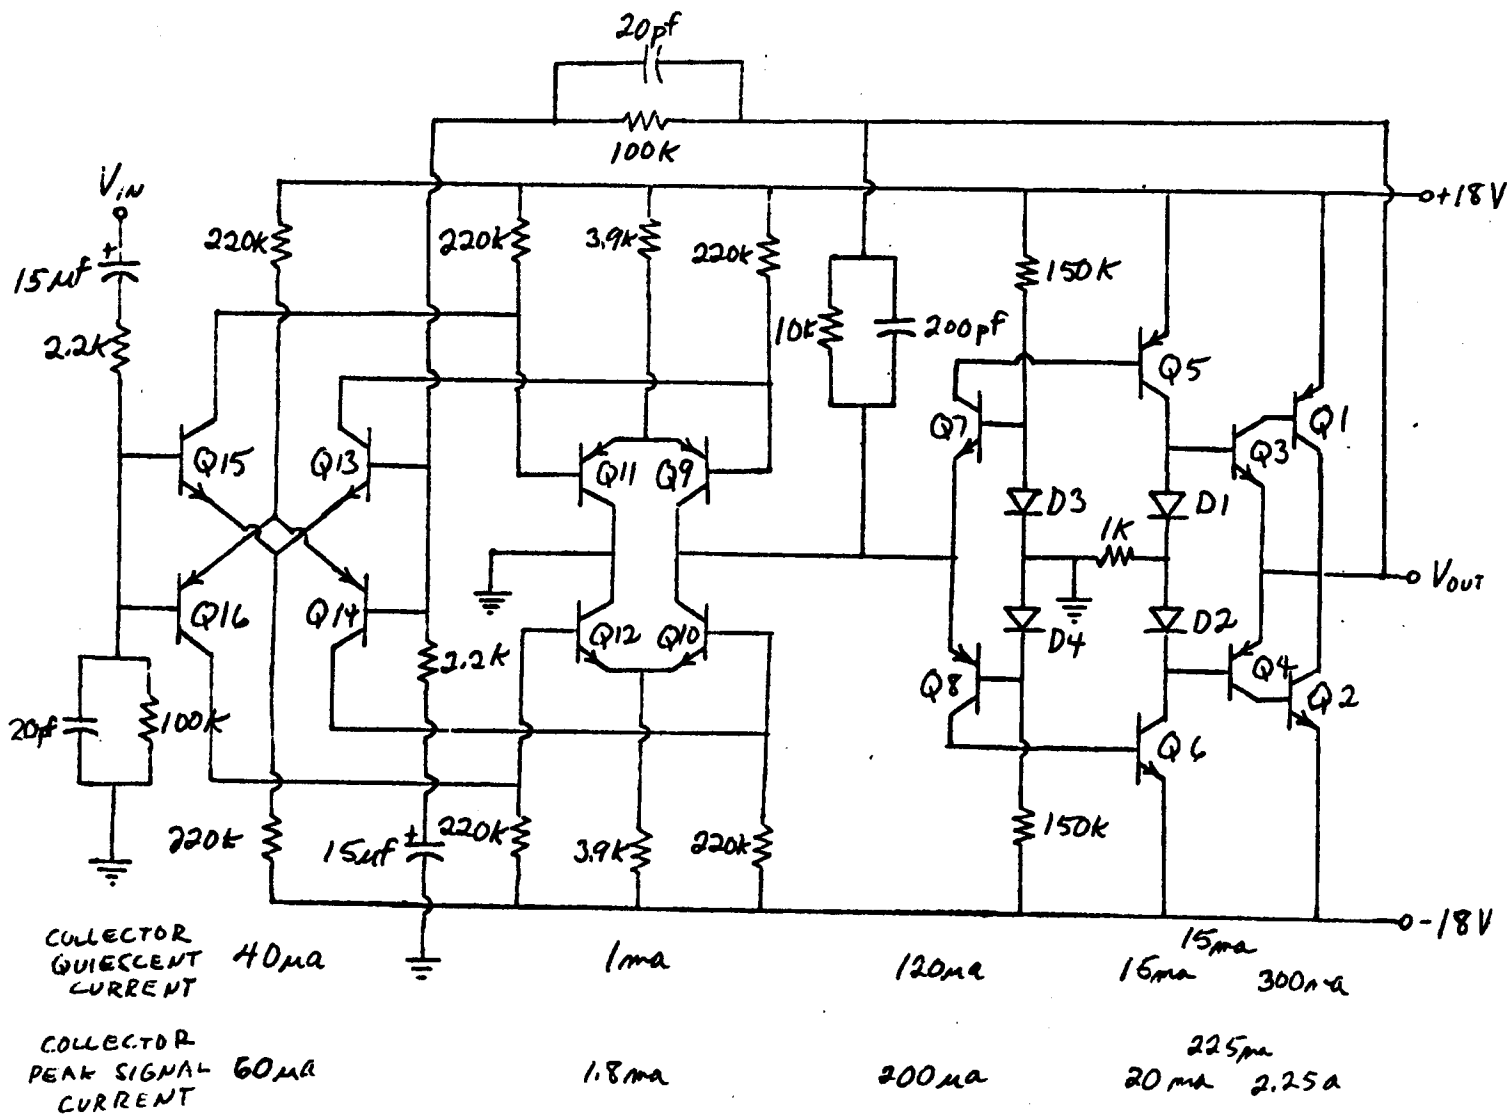 20pf
100K
VIN
+18V
220K
220K
3.9K
220K
150K
+
15μf
10K
200pf
2.2K
Q5
Q7
Q1
Q15
Q13
Q11
Q9
Q3
D3
D1
1K
VOUT
Q16
Q14
Q12
Q10
D4
D2
2.2K
Q8
Q4
Q2
20pf
100K
Q6
220K
+
15μf
220K
3.9K
220K
150K
-18V
COLLECTOR
QUIESCENT
CURRENT
40μa
1ma
120μa
15ma
15ma
300ma
COLLECTOR
PEAK SIGNAL
CURRENT
60μa
1.8ma
200μa
20ma
225ma
2.25a